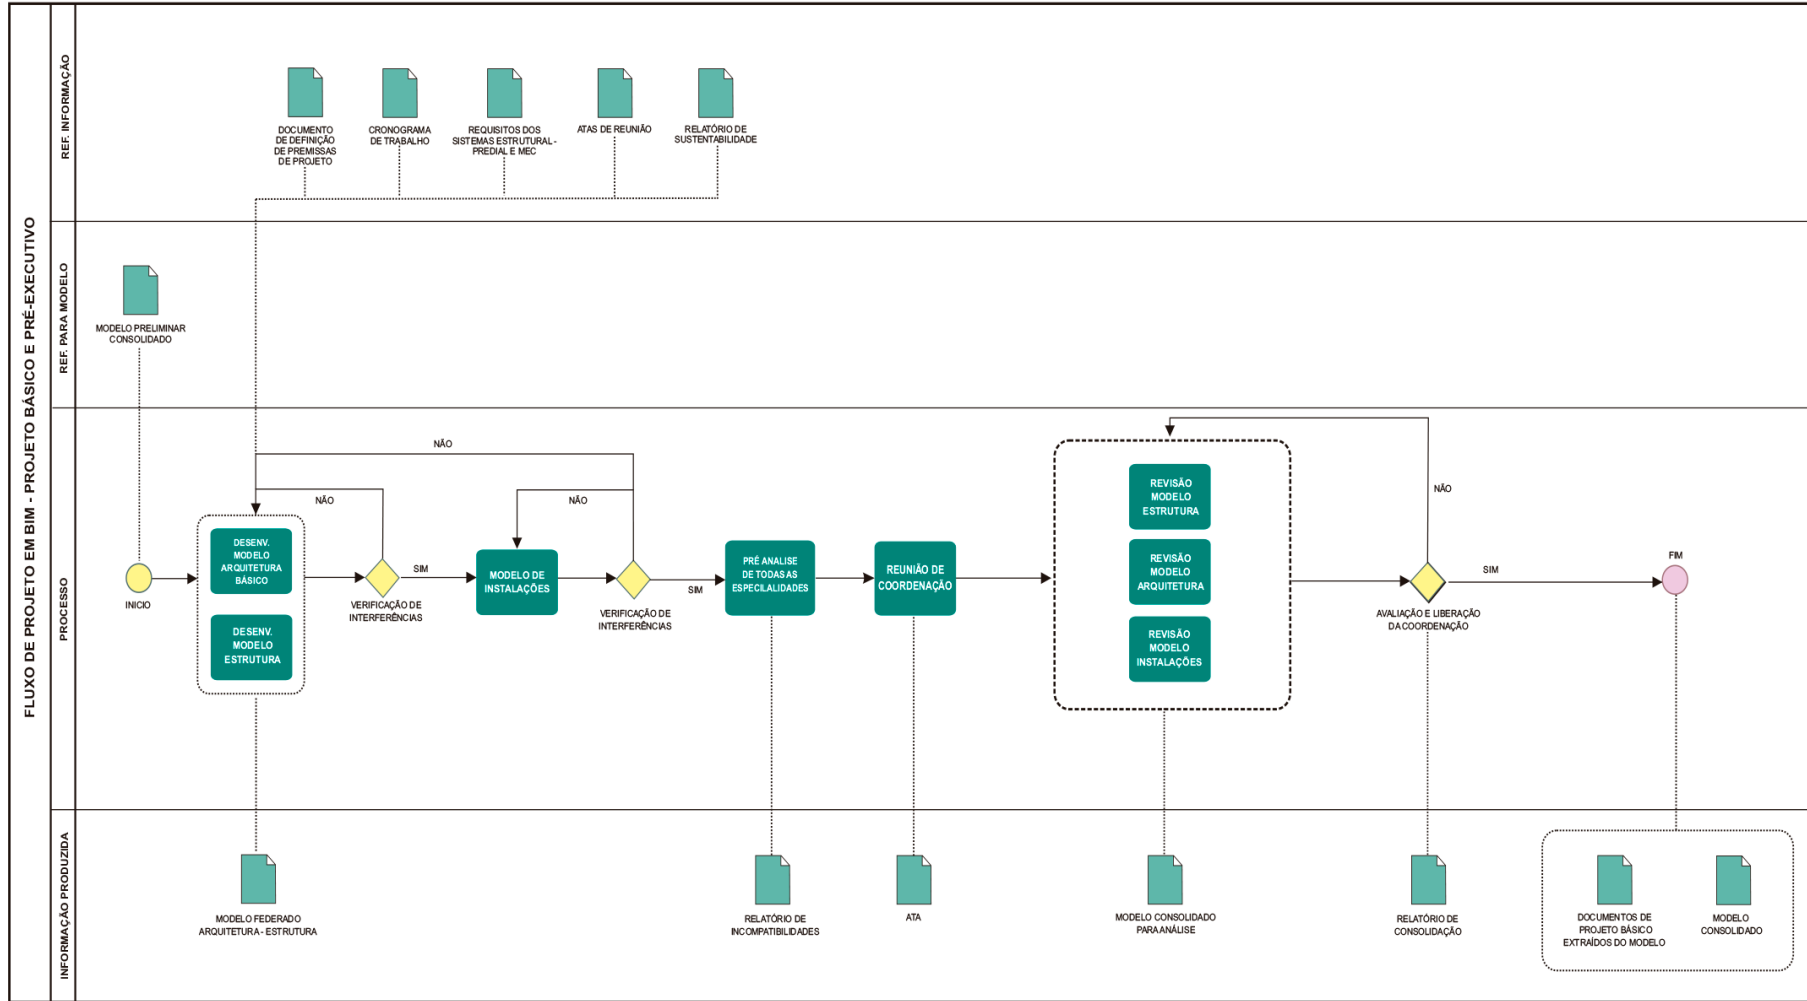 FLUXO DE PROJETO EM BIM - PROJETO BÁSICO E PRÉ-EXECUTIVO
REF. INFORMAÇÃO
DOCUMENTO
DE DEFINIÇÃO
DE PREMISSAS
DE PROJETO
CRONOGRAMA
DE TRABALHO
REQUISITOS DOS
SISTEMAS ESTRUTURAL -
PREDIAL E MEC
ATAS DE REUNIÃO
RELATÓRIO DE
SUSTENTABILIDADE
REF. PARA MODELO
MODELO PRELIMINAR
CONSOLIDADO
PROCESSO
INICIO
DESENV.
MODELO
ARQUITETURA
BÁSICO
DESENV.
MODELO
ESTRUTURA
NÃO
NÃO
VERIFICAÇÃO DE
INTERFERÊNCIAS
SIM
NÃO
MODELO DE
INSTALAÇÕES
VERIFICAÇÃO DE
INTERFERÊNCIAS
SIM
PRÉ ANALISE
DE TODAS AS
ESPECILALIDADES
REUNIÃO DE
COORDENAÇÃO
REVISÃO
MODELO
ESTRUTURA
REVISÃO
MODELO
ARQUITETURA
REVISÃO
MODELO
INSTALAÇÕES
NÃO
AVALIAÇÃO E LIBERAÇÃO
DA COORDENAÇÃO
SIM
FIM
INFORMAÇÃO PRODUZIDA
MODELO FEDERADO
ARQUITETURA - ESTRUTURA
RELATÓRIO DE
INCOMPATIBILIDADES
ATA
MODELO CONSOLIDADO
PARA ANÁLISE
RELATÓRIO DE
CONSOLIDAÇÃO
DOCUMENTOS DE
PROJETO BÁSICO
EXTRAÍDOS DO MODELO
MODELO
CONSOLIDADO